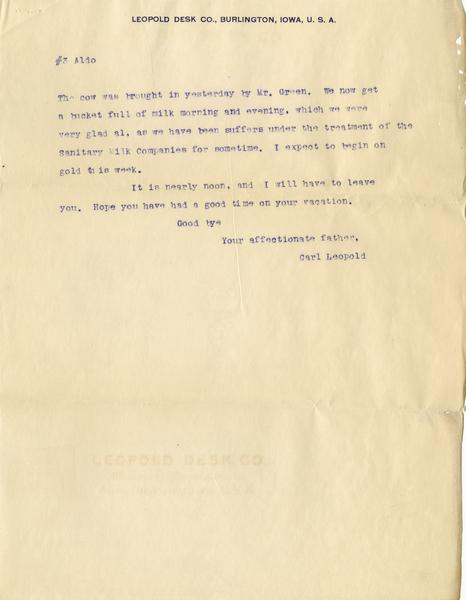 LEOPOLD DESK CO., BURLINGTON, IOWA, U. S. A.
#3 Aldo
The cow was brought in yesterday by Mr. Green. We now get
a bucket full of milk morning and evening, which we were
very glad al, as we have been suffers under the treatment of the
Sanitary Milk Companies for sometime. I expect to begin on
gold this week.
It is nearly noon, and I will have to leave
you. Hope you have had a good time on your vacation.
Good bye
Your affectionate father,
Carl Leopold
LEOPOLD DESK CO